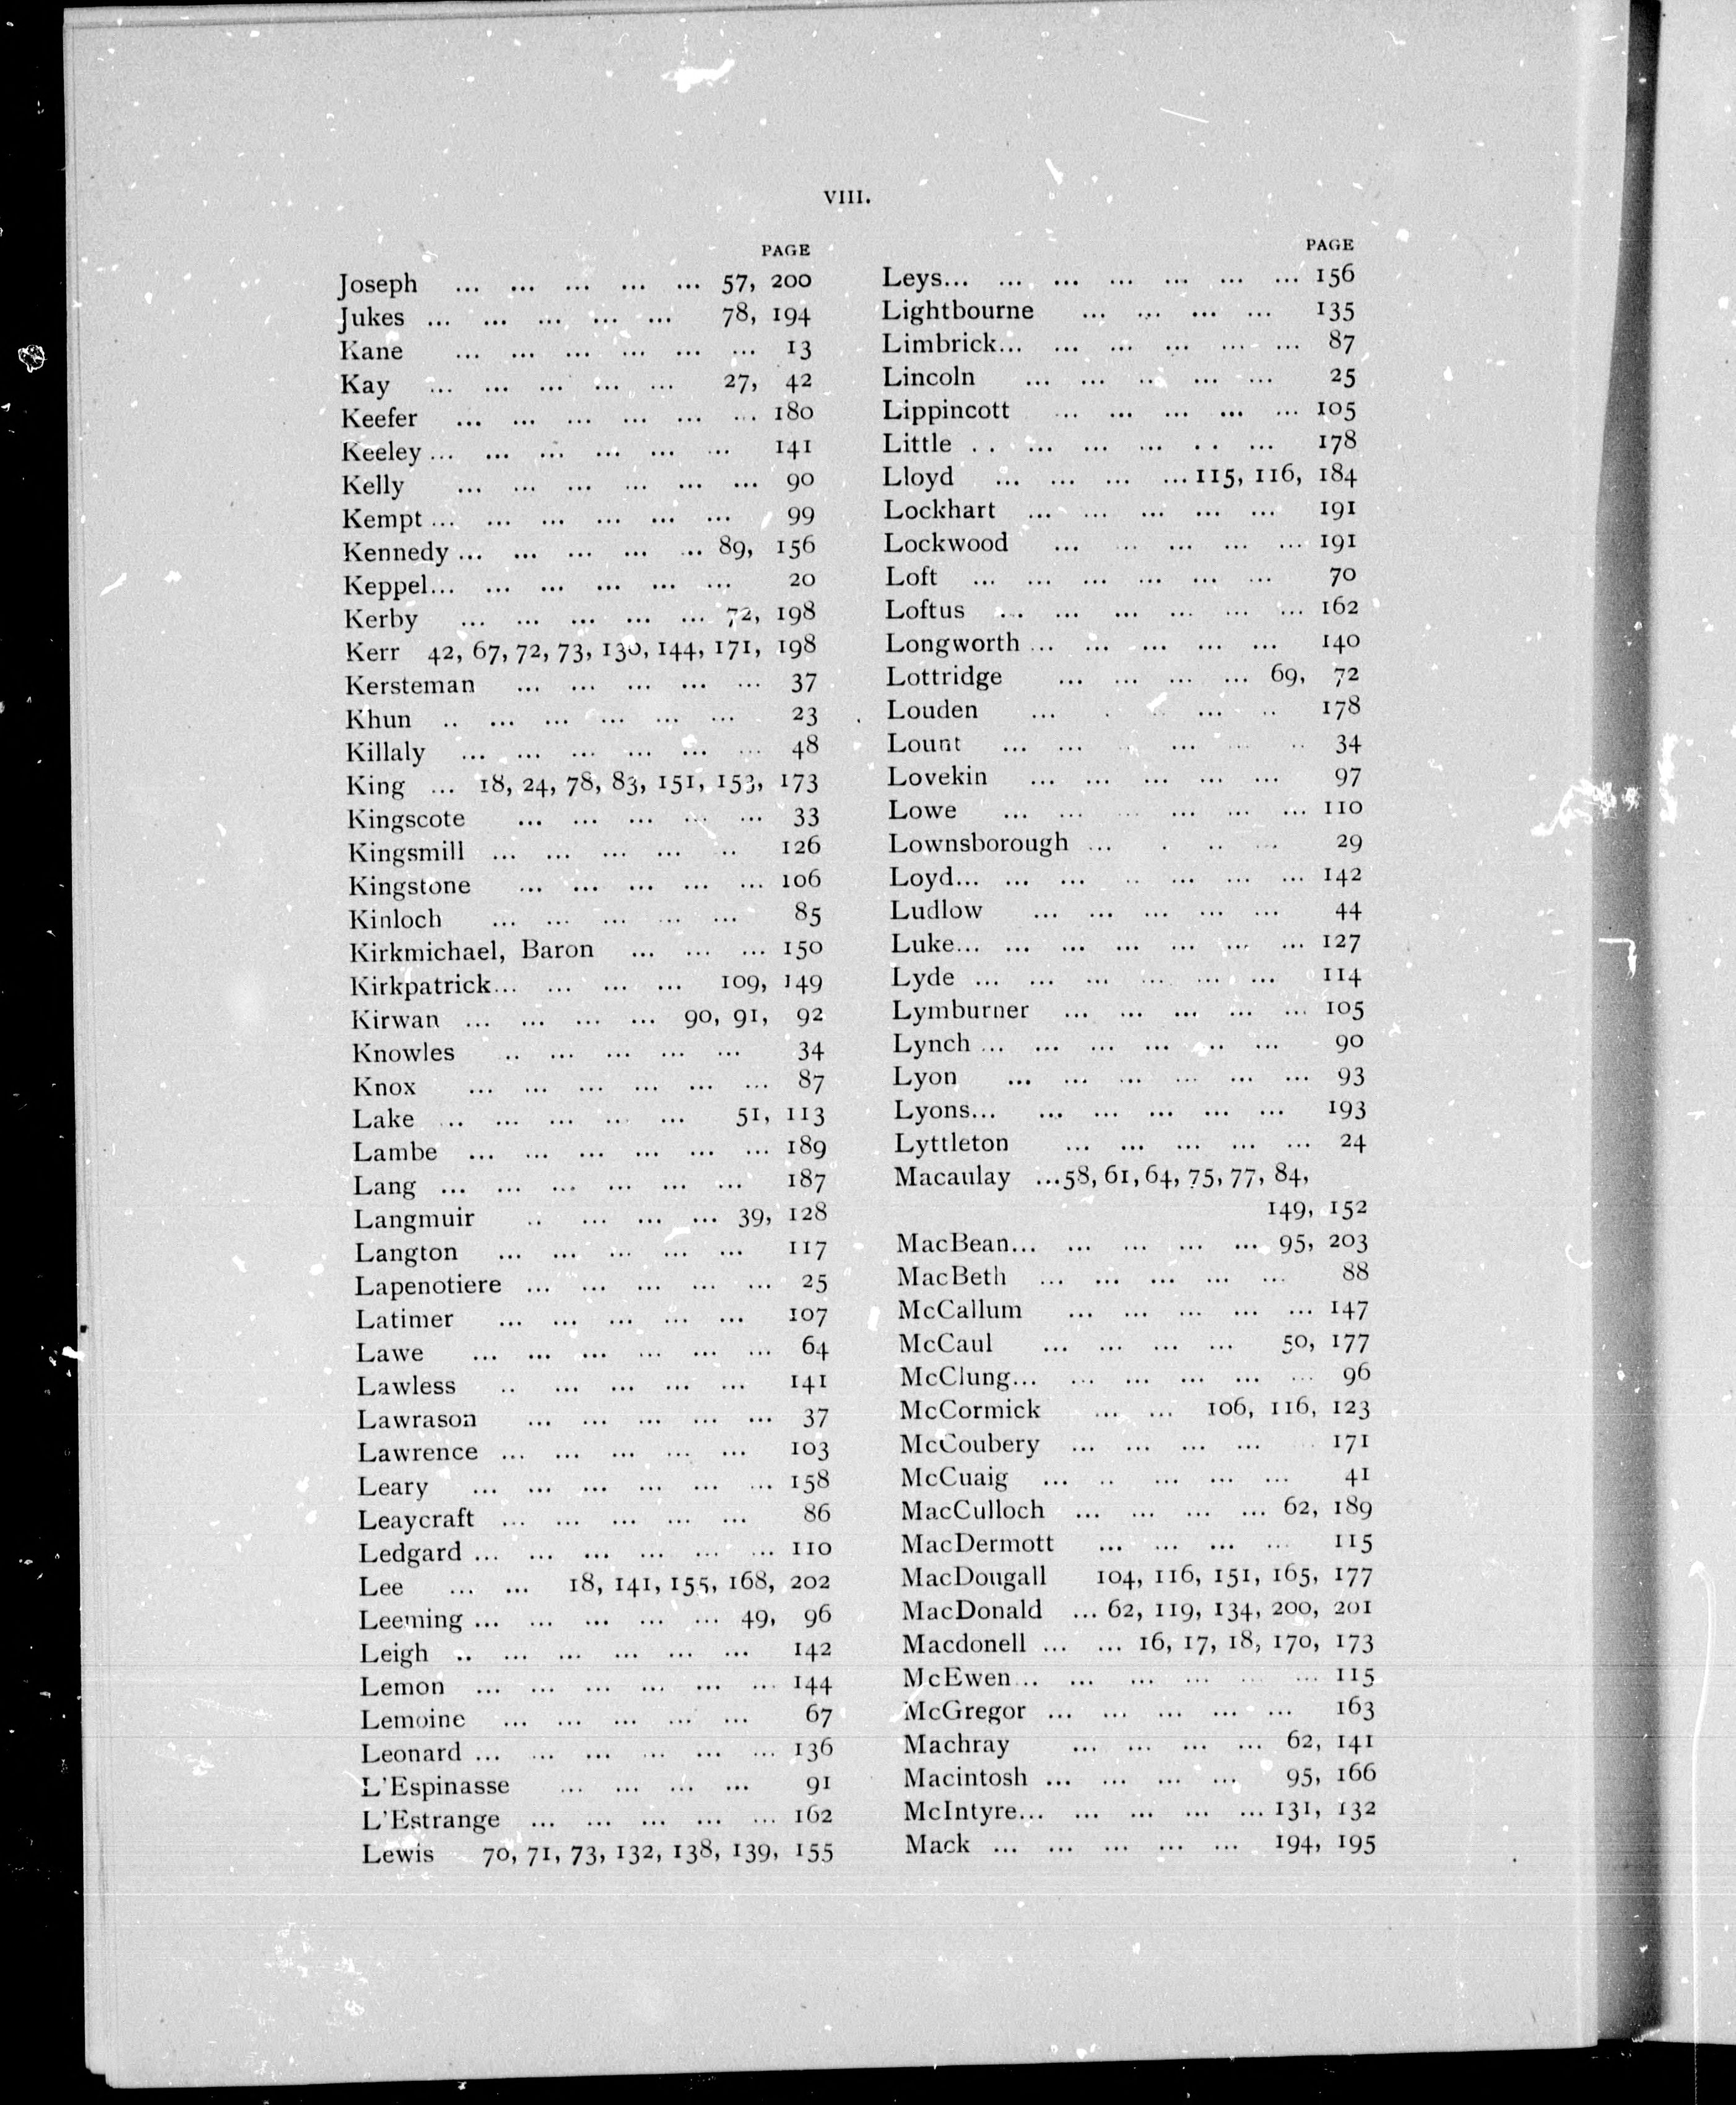 VIII.
PAGE
Joseph ... ... ... ... ... 57, 200
Jukes ... ... ... ... ... 78, 194
Kane ... ... ... ... ... ... 13
Kay ... ... ... ... ... 27, 42
Keefer ... ... ... ... ... ... 180
Keeley ... ... ... ... ... ... 141
Kelly ... ... ... ... ... ... 90
Kempt ... ... ... ... ... ... 99
Kennedy ... ... ... ... ... 89, 156
Keppel... ... ... ... ... ... 20
Kerby ... ... ... ... ... 72, 198
Kerr 42, 67, 72, 73, 130, 144, 171, 198
Kersteman ... ... ... ... ... 37
Khun .. ... ... ... ... ... 23
Killaly ... ... ... ... ... ... 48
King ... 18, 24, 78, 83, 151, 153, 173
Kingscote ... ... ... ... ... 33
Kingsmill ... ... ... ... .. 126
Kingstone ... ... ... ... ... 106
Kinloch ... ... ... ... ... 85
Kirkmichael, Baron ... ... ... 150
Kirkpatrick... ... ... ... 109, 149
Kirwan ... ... ... ... 90, 91, 92
Knowles .. ... ... ... ... 34
Knox ... ... ... ... ... ... 87
Lake ... ... ... ... ... 51, 113
Lambe ... ... ... ... ... ... 189
Lang ... ... ... ... ... ... 187
Langmuir .. ... ... ... 39, 128
Langton ... ... ... ... ... 117
Lapenotiere ... ... ... ... ... 25
Latimer ... ... ... ... ... 107
Lawe ... ... ... ... ... ... 64
Lawless .. ... ... ... ... 141
Lawrason ... ... ... ... ... 37
Lawrence ... ... ... ... ... 103
Leary ... ... ... ... ... ... 158
Leaycraft ... ... ... ... ... 86
Ledgard ... ... ... ... ... ... 110
Lee ... ... 18, 141, 155, 168, 202
Leeming ... ... ... ... ... 49, 96
Leigh .. ... ... ... ... ... 142
Lemon ... ... ... ... ... ... 144
Lemoine ... ... ... ... ... 67
Leonard ... ... ... ... ... ... 136
L'Espinasse ... ... ... ... 91
L'Estrange ... ... ... ... ... 162
Lewis 70, 71, 73, 132, 138, 139, 155
PAGE
Leys... ... ... ... ... ... ... 156
Lightbourne ... ... ... ... 135
Limbrick... ... ... ... ... ... 87
Lincoln ... ... ... ... ... 25
Lippincott ... ... ... ... ... 105
Little . . ... ... ... . . ... 178
Lloyd ... ... ... ... 115, 116, 184
Lockhart ... ... ... ... ... 191
Lockwood ... ... ... ... ... 191
Loft ... ... ... ... ... ... 70
Loftus ... ... ... ... ... ... 162
Longworth ... ... ... ... ... 140
Lottridge ... ... ... ... 69, 72
Louden ... . ... ... .. 178
Lount ... ... ... ... .. 34
Lovekin ... ... ... ... ... 97
Lowe ... ... ... ... ... ... 110
Lownsborough ... . .. ... 29
Loyd... ... ... .. ... ... ... 142
Ludlow ... ... ... ... ... 44
Luke... ... ... ... ... ... ... 127
Lyde ... ... ... ... ... ... 114
Lymburner ... ... ... ... ... 105
Lynch ... ... ... ... .. ... 90
Lyon ... ... ... ... ... ... 93
Lyons... ... ... ... ... ... 193
Lyttleton ... ... ... ... ... 24
Macaulay ...58, 61, 64, 75, 77, 84,
149, 152
MacBean... ... ... ... ... 95, 203
MacBeth ... ... ... ... ... 88
McCallum ... ... ... ... ... 147
McCaul ... ... ... ... 50, 177
McClung... ... ... ... ... ... 96
McCormick ... ... 106, 116, 123
McCoubery ... ... ... ... 171
McCuaig ... .. ... ... ... 41
MacCulloch ... ... ... ... 62, 189
MacDermott ... ... ... ... 115
MacDougall 104, 116, 151, 165, 177
MacDonald ... 62, 119, 134, 200, 201
Macdonell ... ... 16, 17, 18, 170, 173
McEwen... ... ... ... ... ... 115
McGregor ... ... ... ... ... 163
Machray ... ... ... ... 62, 141
Macintosh ... ... ... ... 95, 166
McIntyre... ... ... ... ... 131, 132
Mack ... ... ... ... ... 194, 195